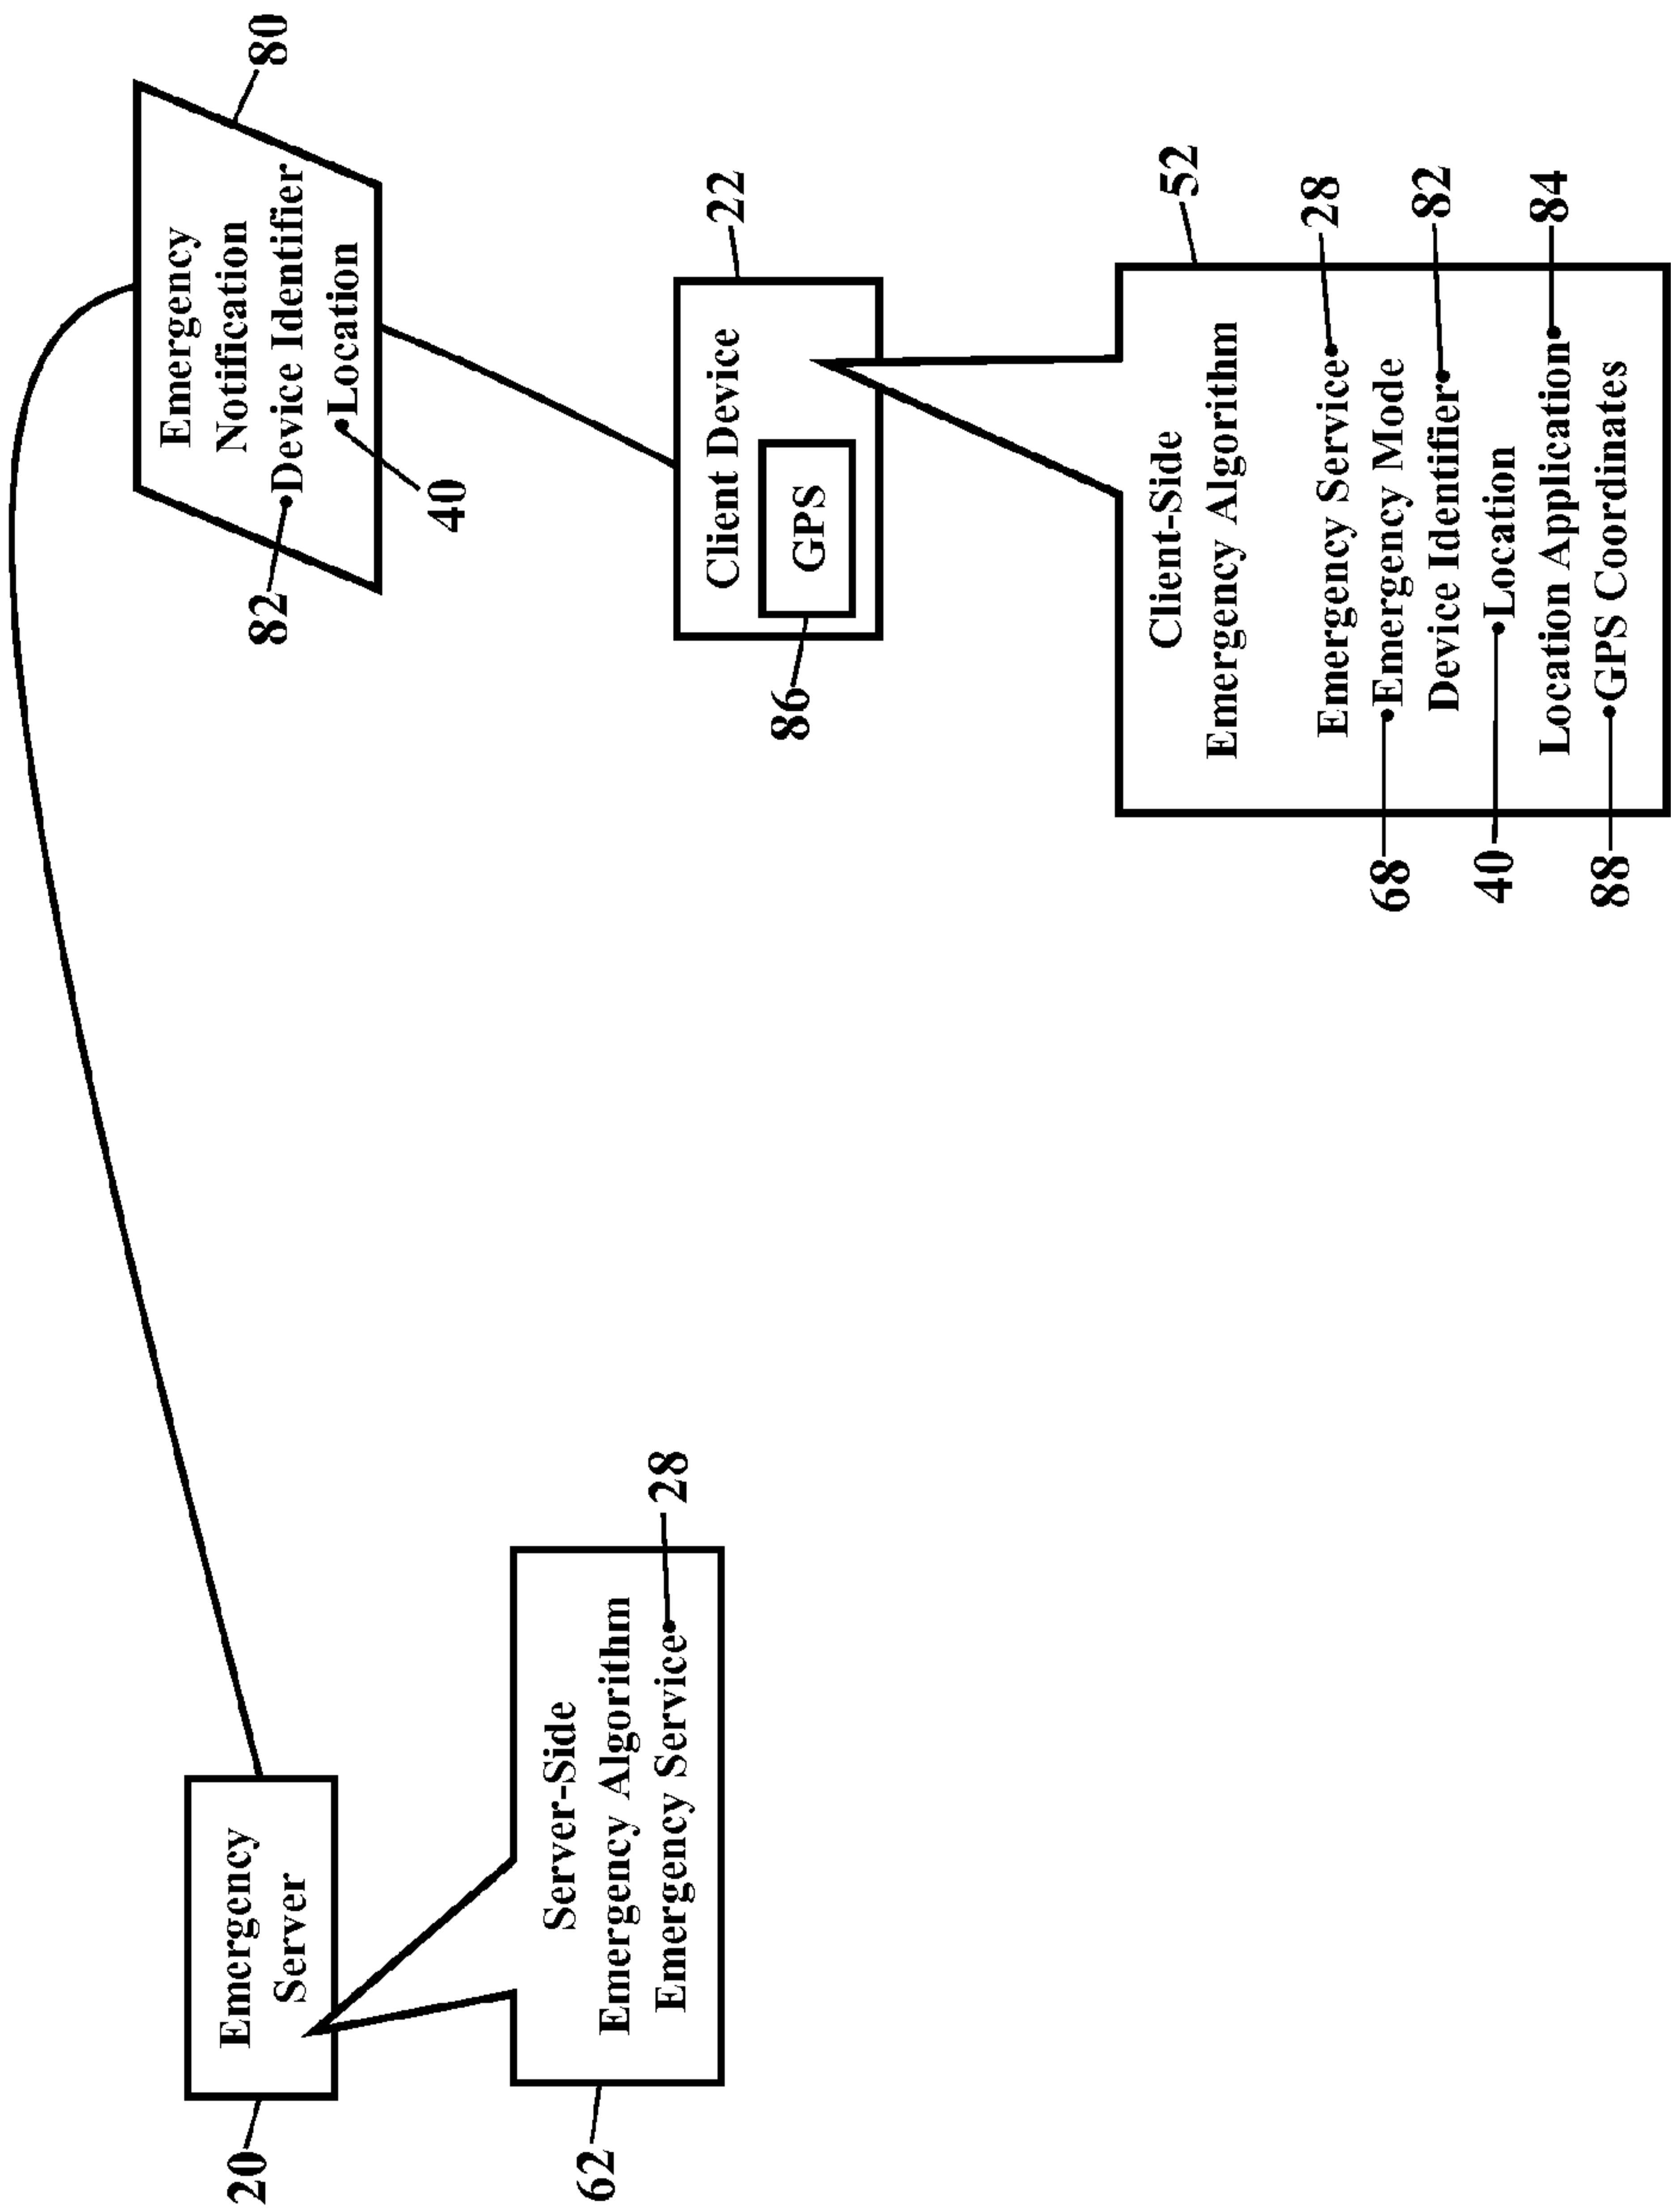 20
Emergency
Server
62
Server-Side
Emergency Algorithm
Emergency Service
28
80
Emergency
Notification
82
Device Identifier
Location
40
22
Client Device
GPS
86
52
Client-Side
Emergency Algorithm
Emergency Service
28
68
Emergency Mode
Device Identifier
82
40
Location
Location Application
84
88
GPS Coordinates